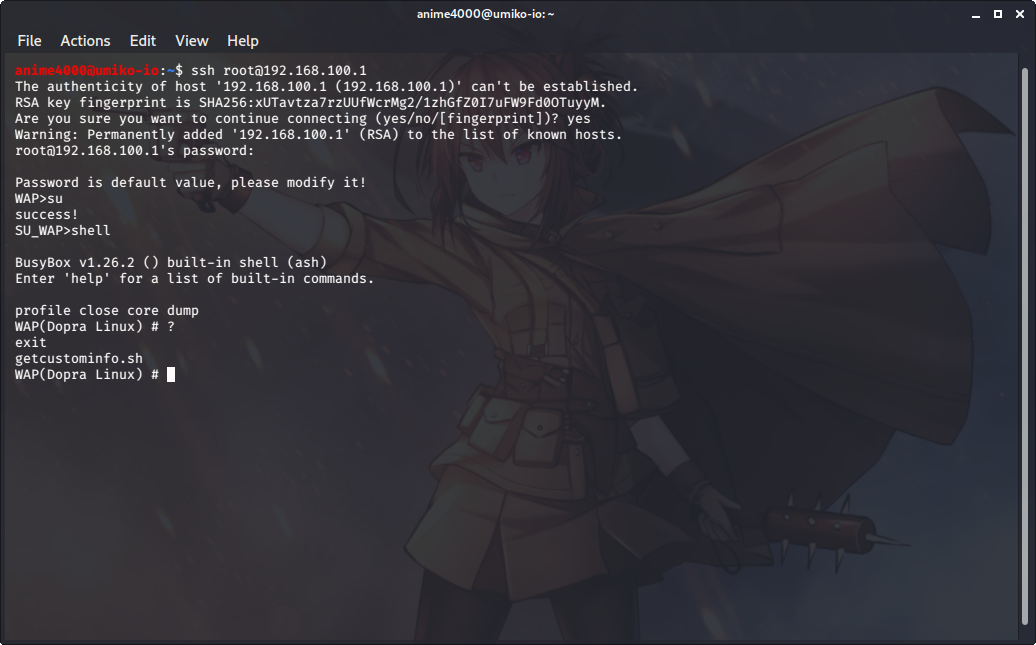 anime4000@umiko-io: ~
File Actions Edit View Help
anime4000@umiko-io:~$ ssh root@192.168.100.1
The authenticity of host '192.168.100.1 (192.168.100.1)' can't be established.
RSA key fingerprint is SHA256:xUTavtza7rzUUfWcrMg2/1zhGfZ0I7uFW9Fd0OTuyyM.
Are you sure you want to continue connecting (yes/no/[fingerprint])? yes
Warning: Permanently added '192.168.100.1' (RSA) to the list of known hosts.
root@192.168.100.1's password:
Password is default value, please modify it!
WAP>su
success!
SU_WAP>shell
BusyBox v1.26.2 () built-in shell (ash)
Enter 'help' for a list of built-in commands.
profile close core dump
WAP(Dopra Linux) # ?
exit
getcustominfo.sh
WAP(Dopra Linux) #